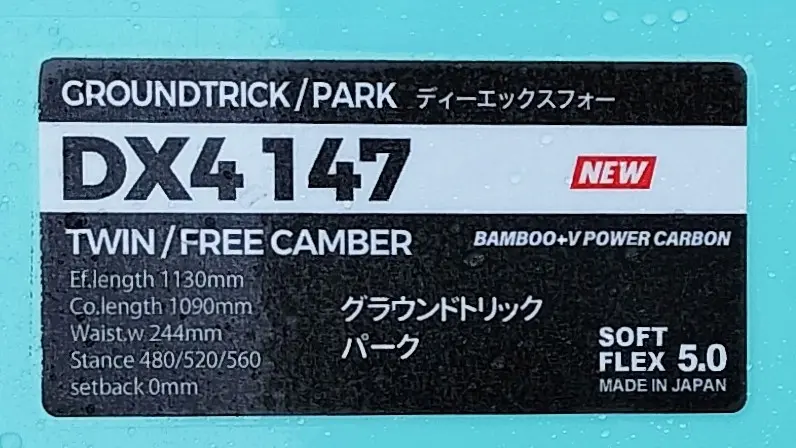 GROUNDTRICK/PARK ディーエックスフォー
DX4 147 NEW
TWIN/FREE CAMBER BAMBOO+V POWER CARBON
Ef.length 1130mm
Co.length 1090mm
Waist.w 244mm
Stance 480/520/560
setback 0mm
グラウンドトリック
パーク
SOFT
FLEX 5.0
MADE IN JAPAN